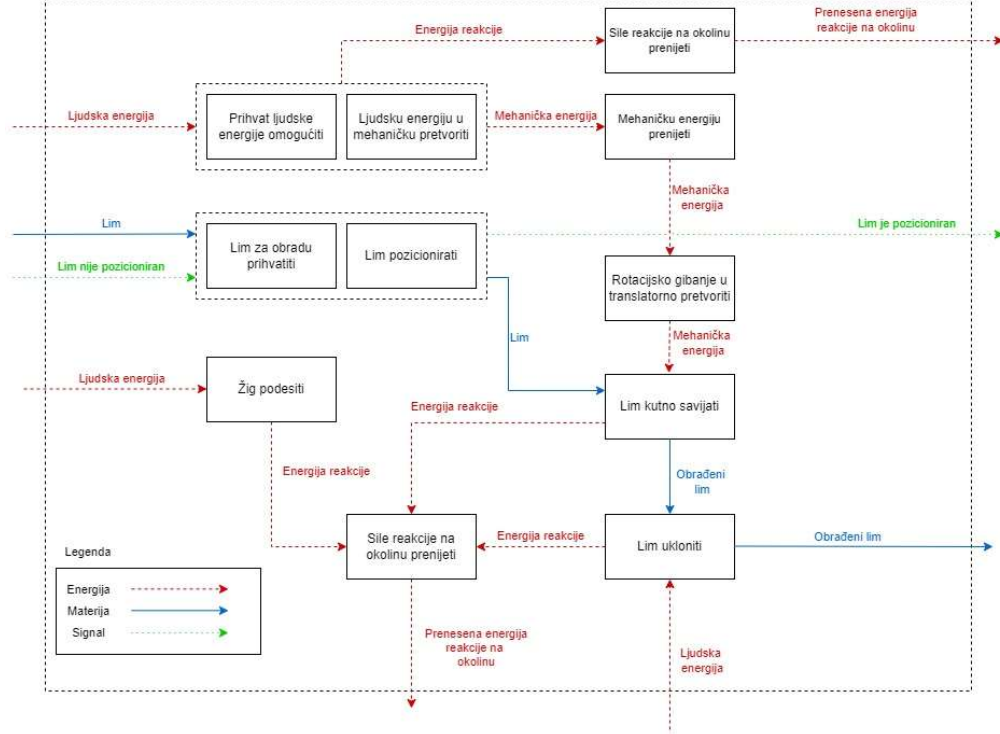 Energija reakcije
Sile reakcije na
okolinu prenijeti
Prenesena energija
reakcije na okolinu
Ljudska energija
Prihvat ljudske
energije omogućiti
Ljudsku energiju u
mehaničku pretvoriti
Mehanička energija
Mehaničku energiju
prenijeti
Mehanička
energija
Lim
Lim nije pozicioniran
Lim za obradu
prihvatiti
Lim pozicionirati
Lim je pozicioniran
Rotacijsko gibanje u
translatorno pretvoriti
Lim
Mehanička
energija
Ljudska energija
Žig podesiti
Energija reakcije
Lim kutno savijati
Energija reakcije
Obrađeni
lim
Sile reakcije na
okolinu prenijeti
Energija reakcije
Lim ukloniti
Obrađeni lim
Legenda
Energija
Materija
Signal
Prenesena energija
reakcije na
okolinu
Ljudska
energija